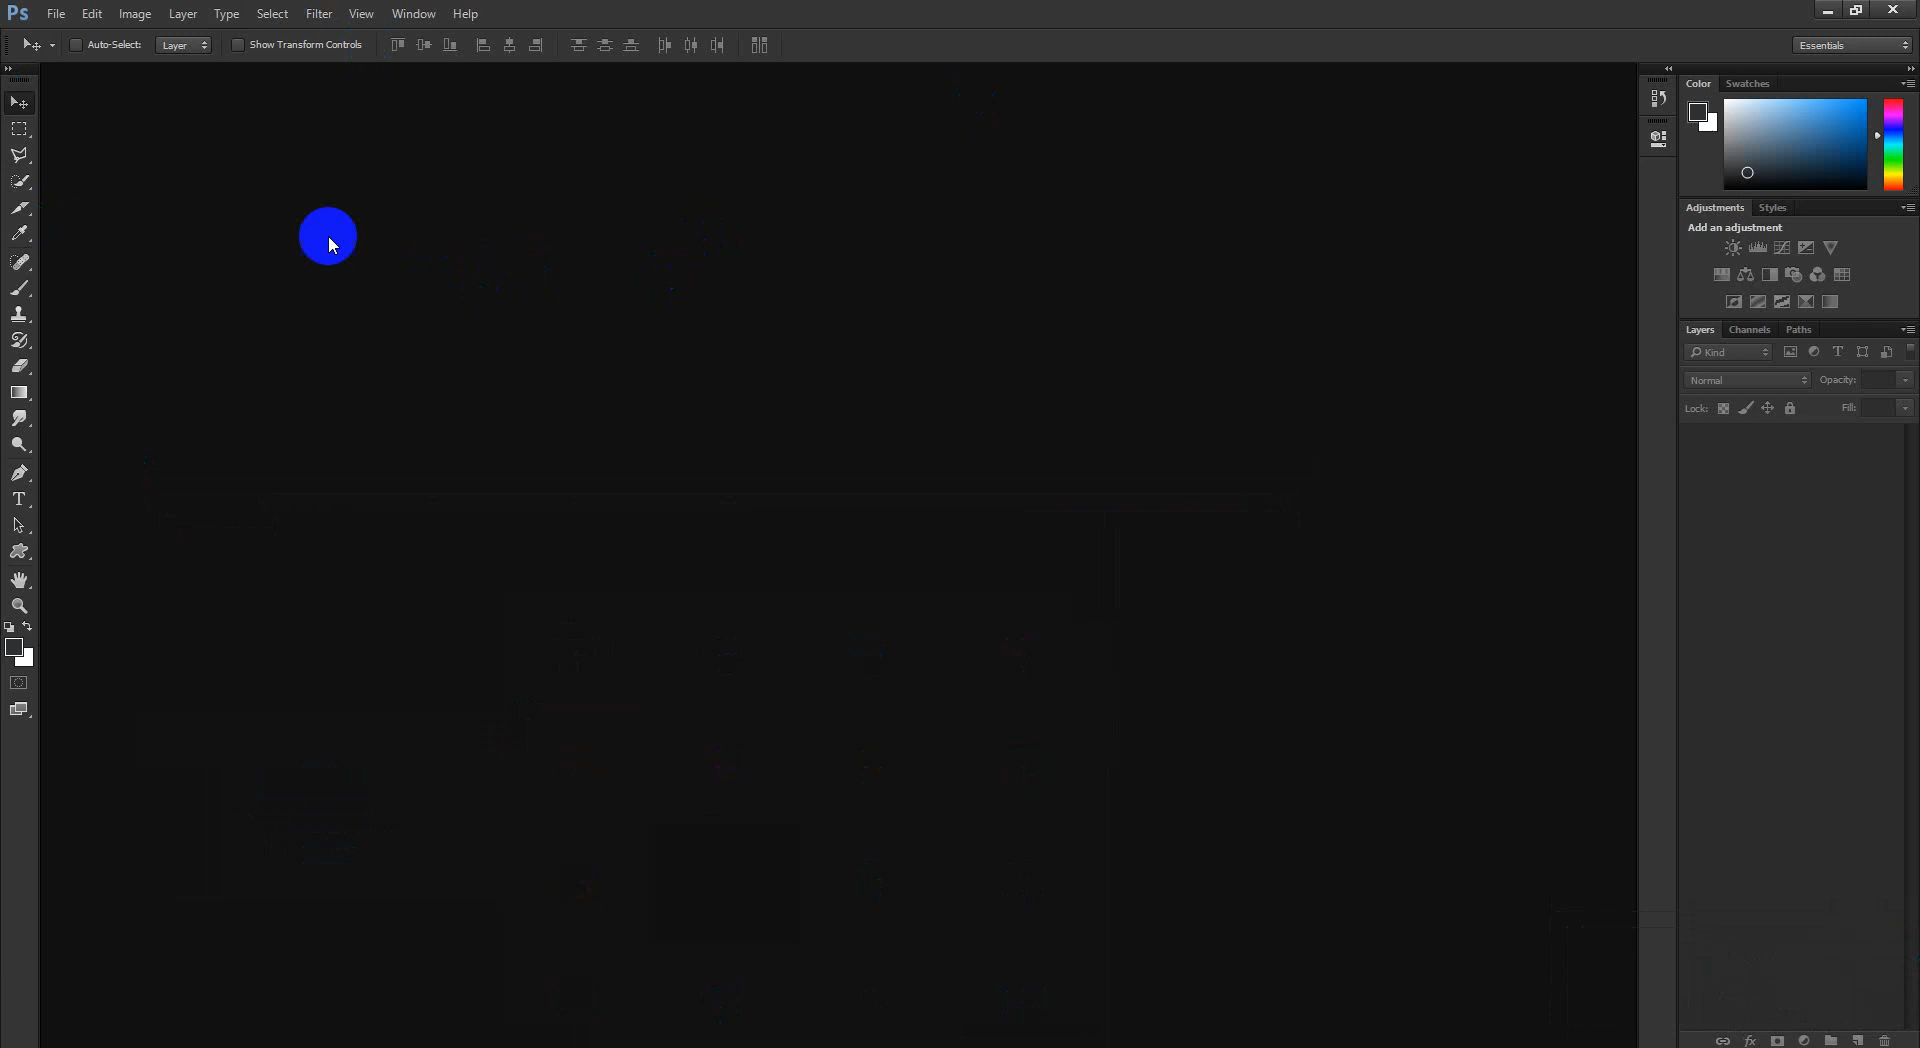 Ps File Edit Image Layer Type Select Filter View Window Help
Auto-Select: Layer Show Transform Controls Essentials
Color Swatches
Adjustments Styles
Add an adjustment
Layers Channels Paths
Kind T
Normal Opacity:
Lock: Fill:
T
fx